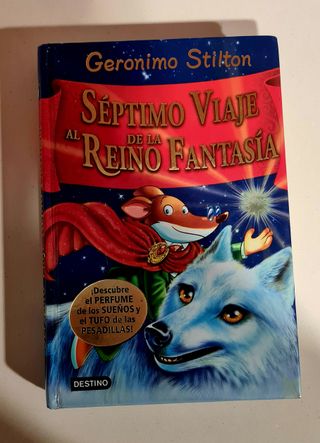 Geronimo Stilton
SÉPTIMO VIAJE
AL DE LA
REINO FANTASÍA
¡Descubre
el PERFUME
de los SUEÑOS y
el TUFO de las
PESADILLAS!
DESTINO